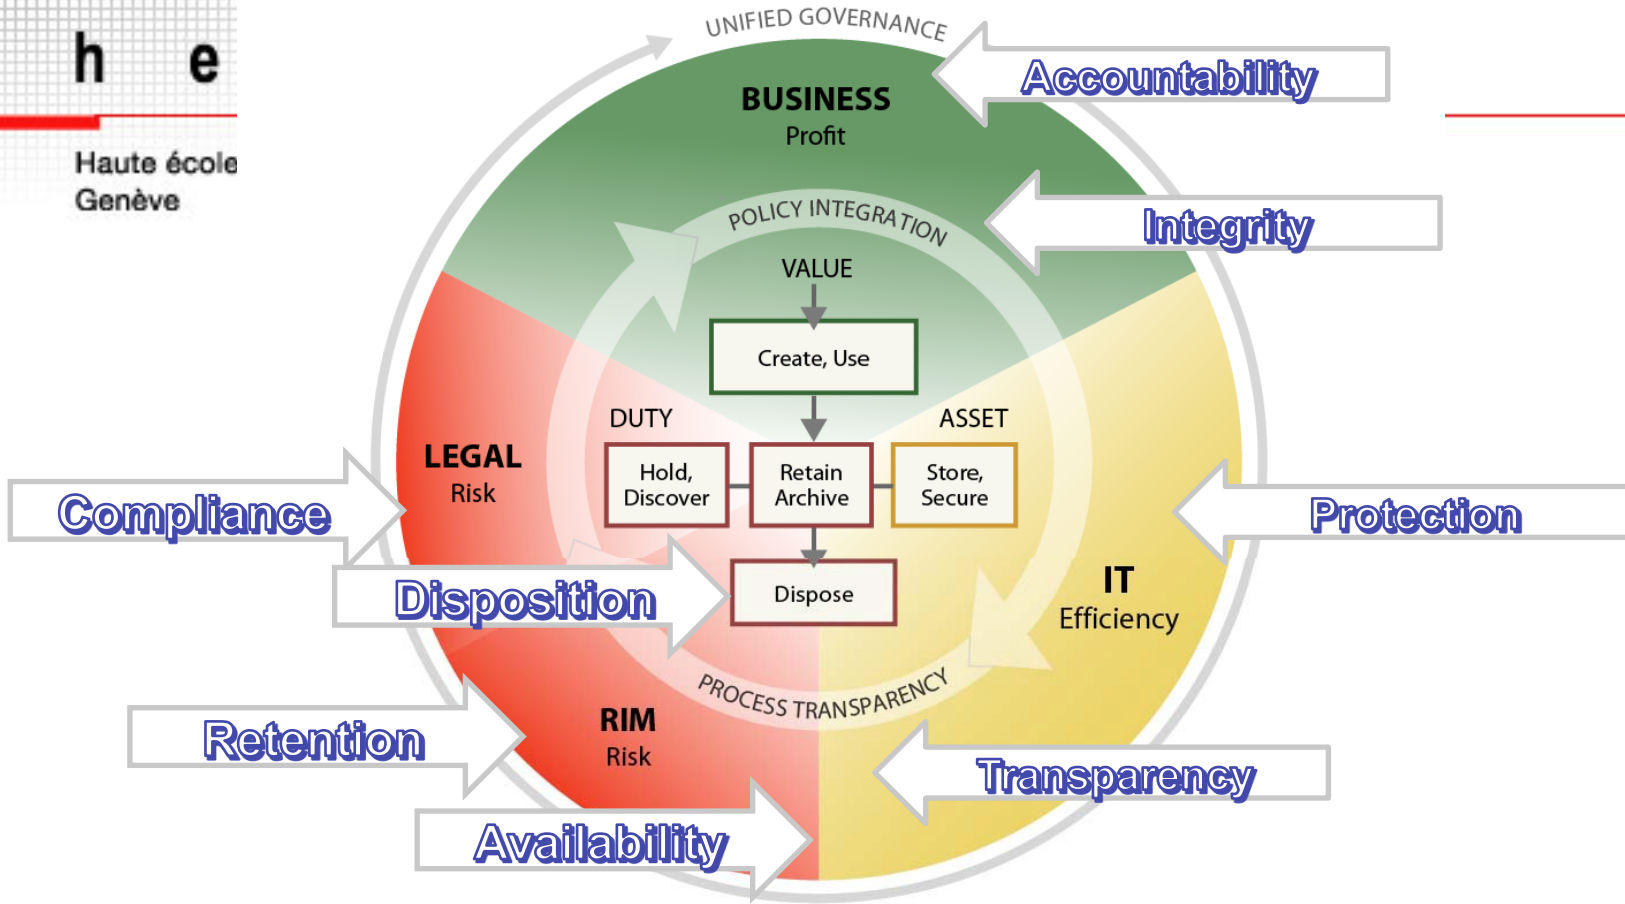 h e
Haute école
Genève
UNIFIED GOVERNANCE
Accountability
BUSINESS
Profit
Integrity
POLICY INTEGRATION
VALUE
Create, Use
DUTY
ASSET
LEGAL
Risk
Hold,
Discover
Retain
Archive
Store,
Secure
Compliance
Protection
Disposition
Dispose
IT
Efficiency
PROCESS TRANSPARENCY
RIM
Risk
Retention
Transparency
Availability